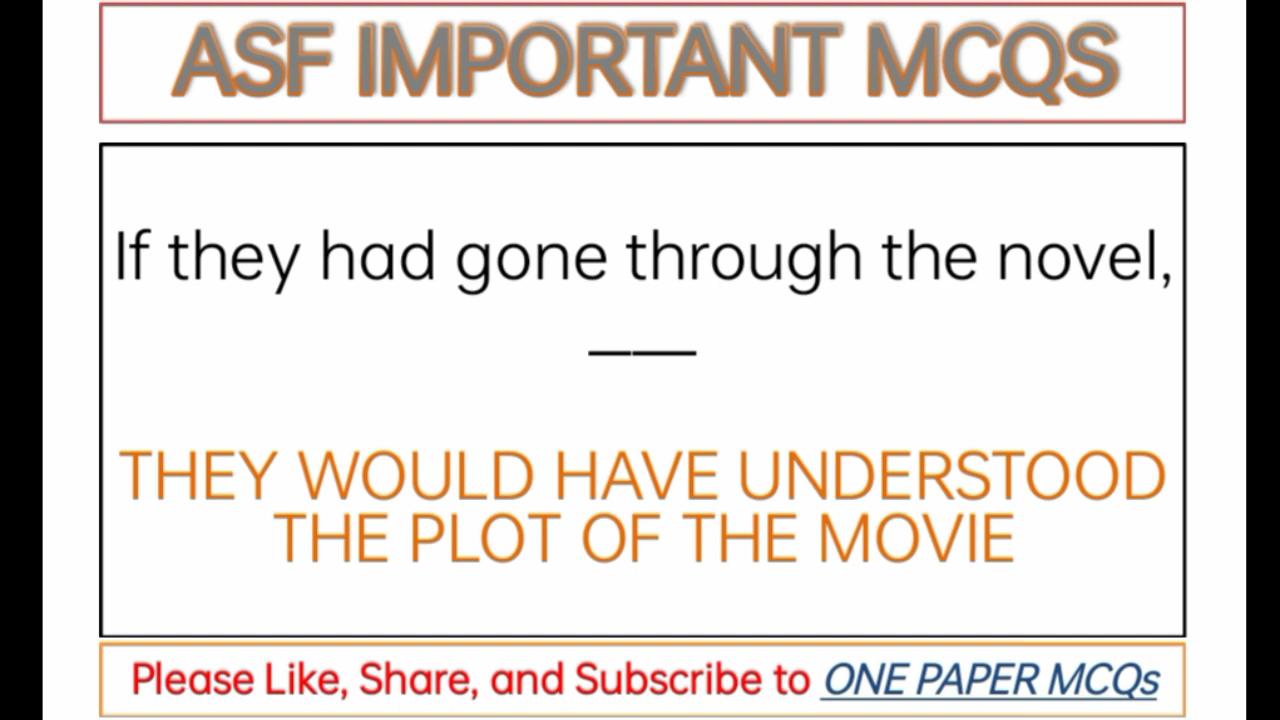 ASF IMPORTANT MCQS
If they had gone through the novel,
——
THEY WOULD HAVE UNDERSTOOD
THE PLOT OF THE MOVIE
Please Like, Share, and Subscribe to ONE PAPER MCQs